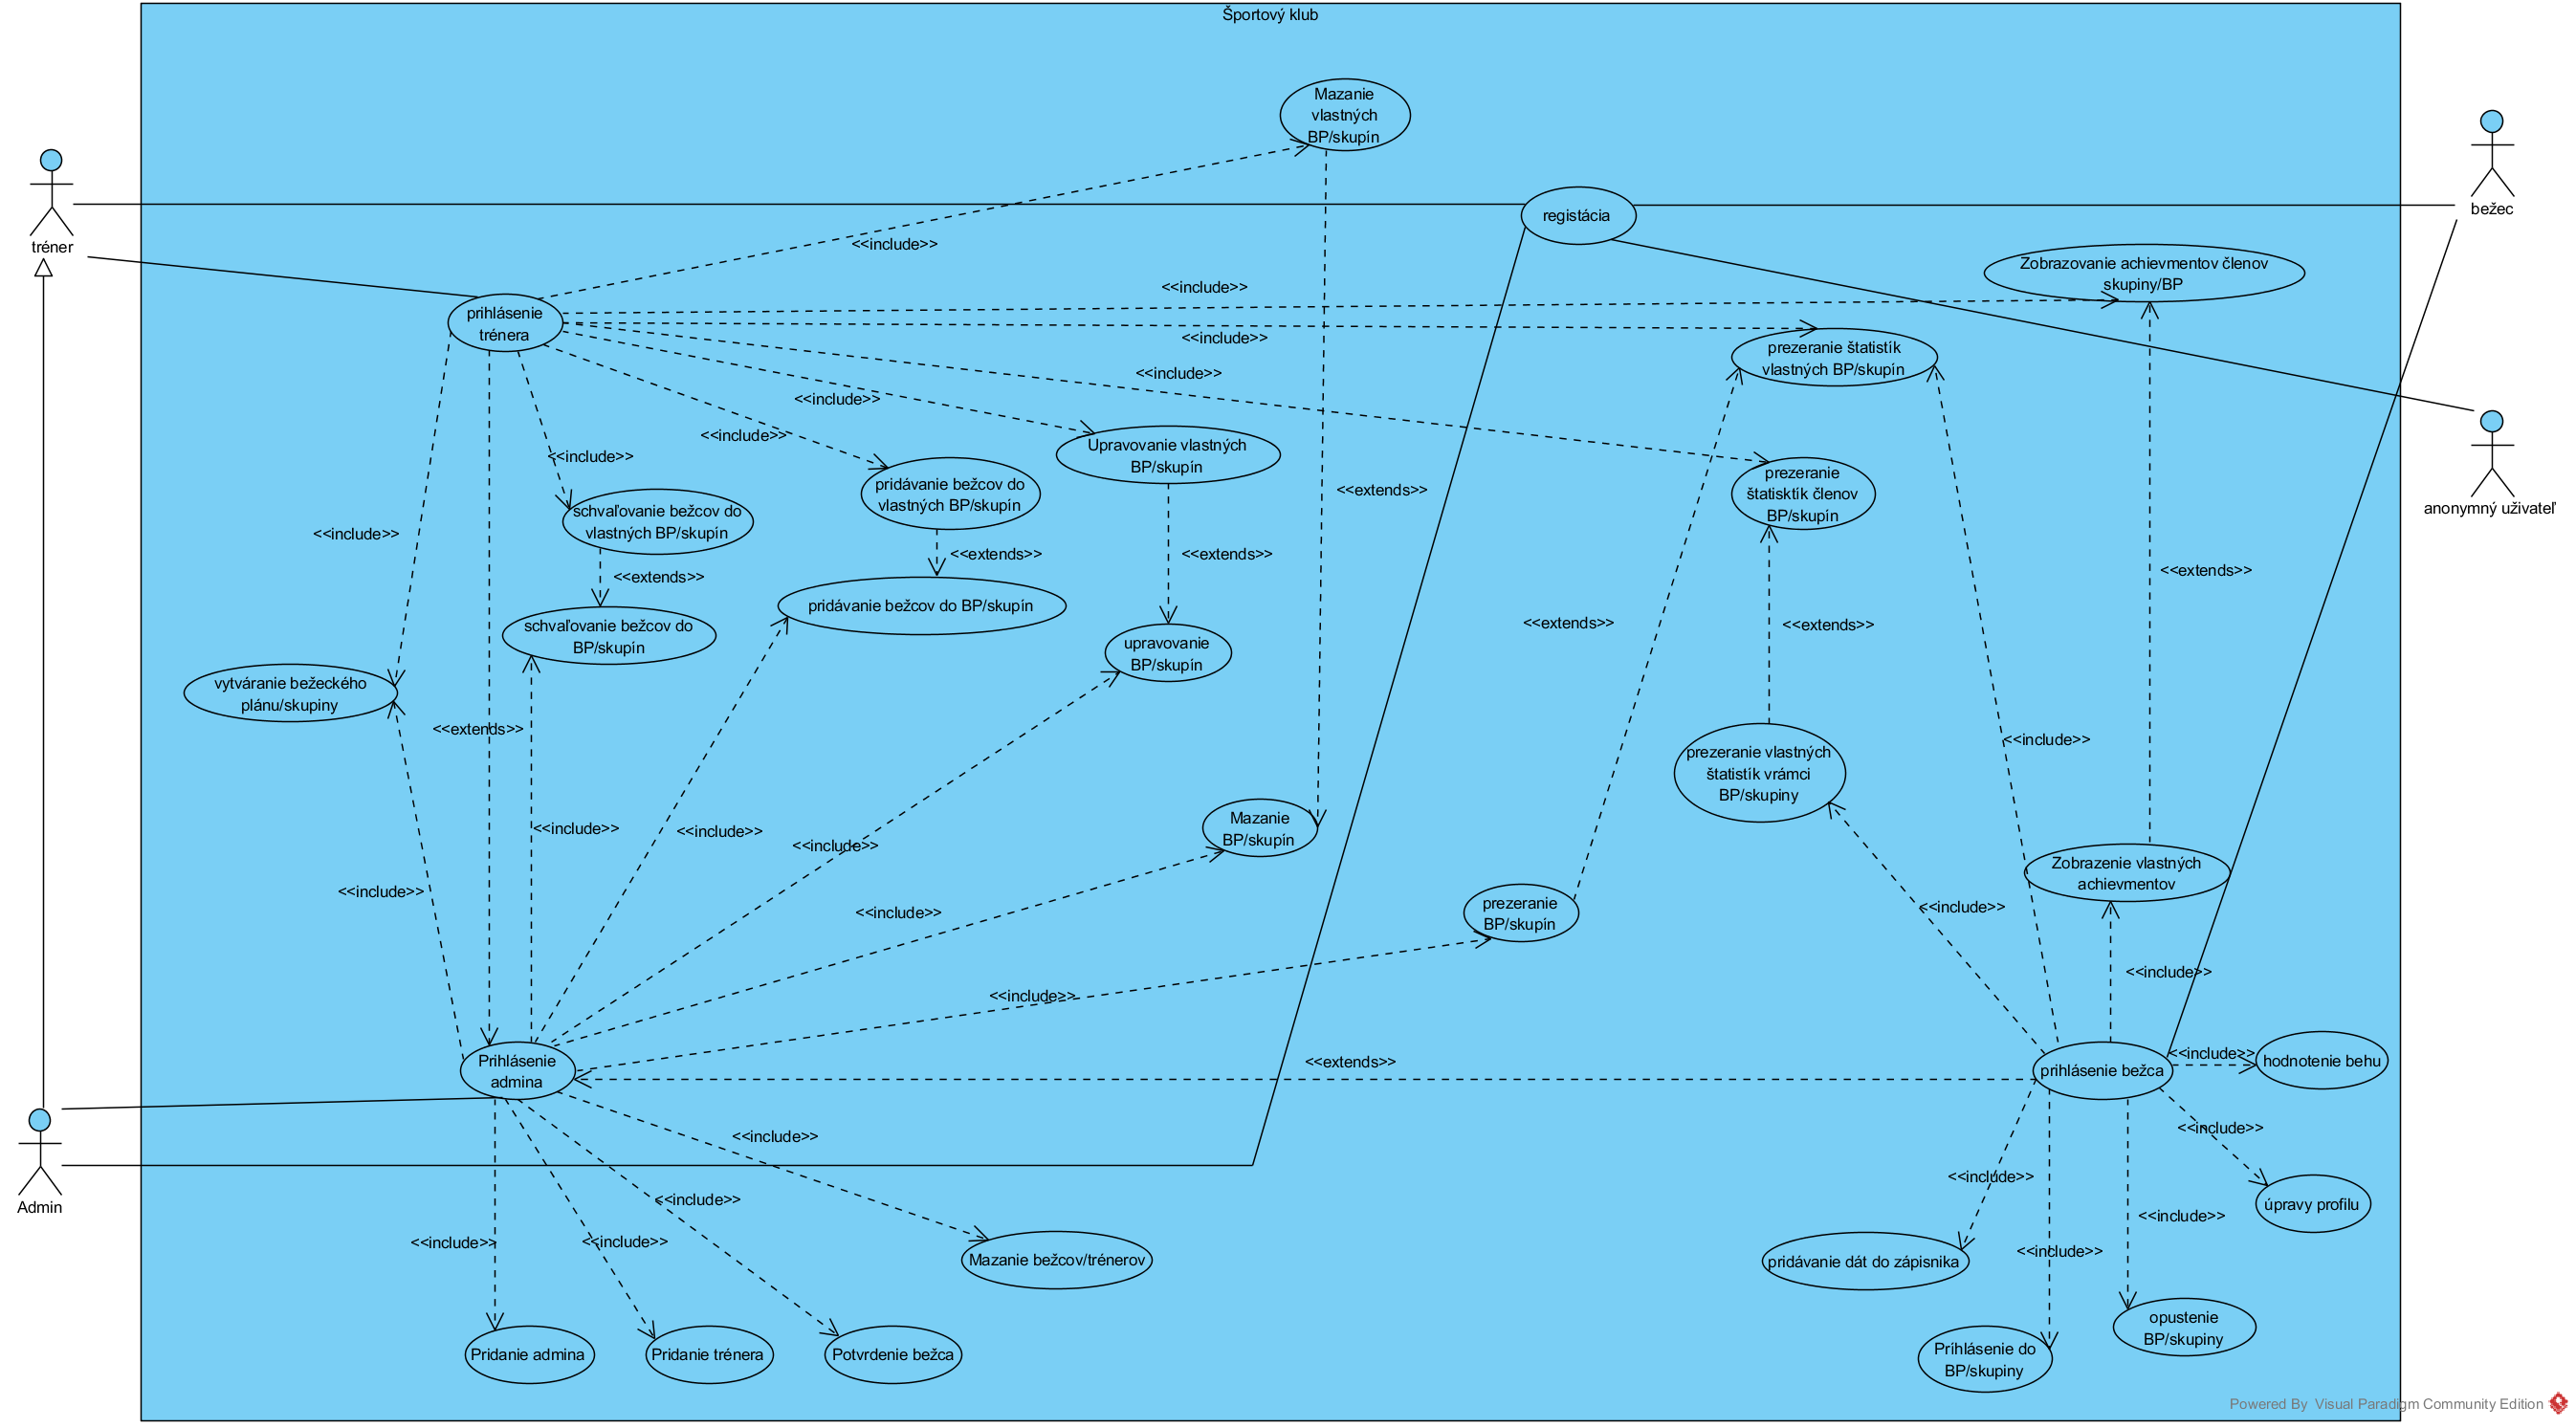 Športový klub
Mazanie
vlastných
BP/skupín
tréner
registácia
bežec
<<include>>
Zobrazovanie achievmentov členov
skupiny/BP
<<include>>
prihlásenie
trénera
<<include>>
prezeranie štatistík
vlastných BP/skupín
<<include>>
<<include>>
<<include>>
Upravovanie vlastných
BP/skupín
<<include>>
pridávanie bežcov do
vlastných BP/skupín
<<extends>>
prezeranie
štatisktík členov
BP/skupín
anonymný uživateľ
schvaľovanie bežcov do
vlastných BP/skupín
<<include>>
<<extends>>
<<extends>>
<<extends>>
<<extends>>
pridávanie bežcov do BP/skupín
schvaľovanie bežcov do
BP/skupín
upravovanie
BP/skupín
<<extends>>
<<extends>>
vytváranie bežeckého
plánu/skupiny
<<extends>>
<<include>>
prezeranie vlastných
štatistík vrámci
BP/skupiny
Mazanie
BP/skupín
<<include>>
<<include>>
<<include>>
Zobrazenie vlastných
achievmentov
<<include>>
<<include>>
prezeranie
BP/skupín
<<include>>
<<include>>
<<include>>
Prihlásenie
admina
<<extends>>
prihlásenie bežca
<<include>>
hodnotenie behu
<<include>>
<<include>>
Admin
<<include>>
<<include>>
úpravy profilu
<<include>>
<<include>>
<<include>>
<<include>>
Mazanie bežcov/trénerov
pridávanie dát do zápisnika
<<include>>
opustenie
BP/skupiny
Pridanie admina
Pridanie trénera
Potvrdenie bežca
Príhlásenie do
BP/skupiny
Powered By Visual Paradigm Community Edition